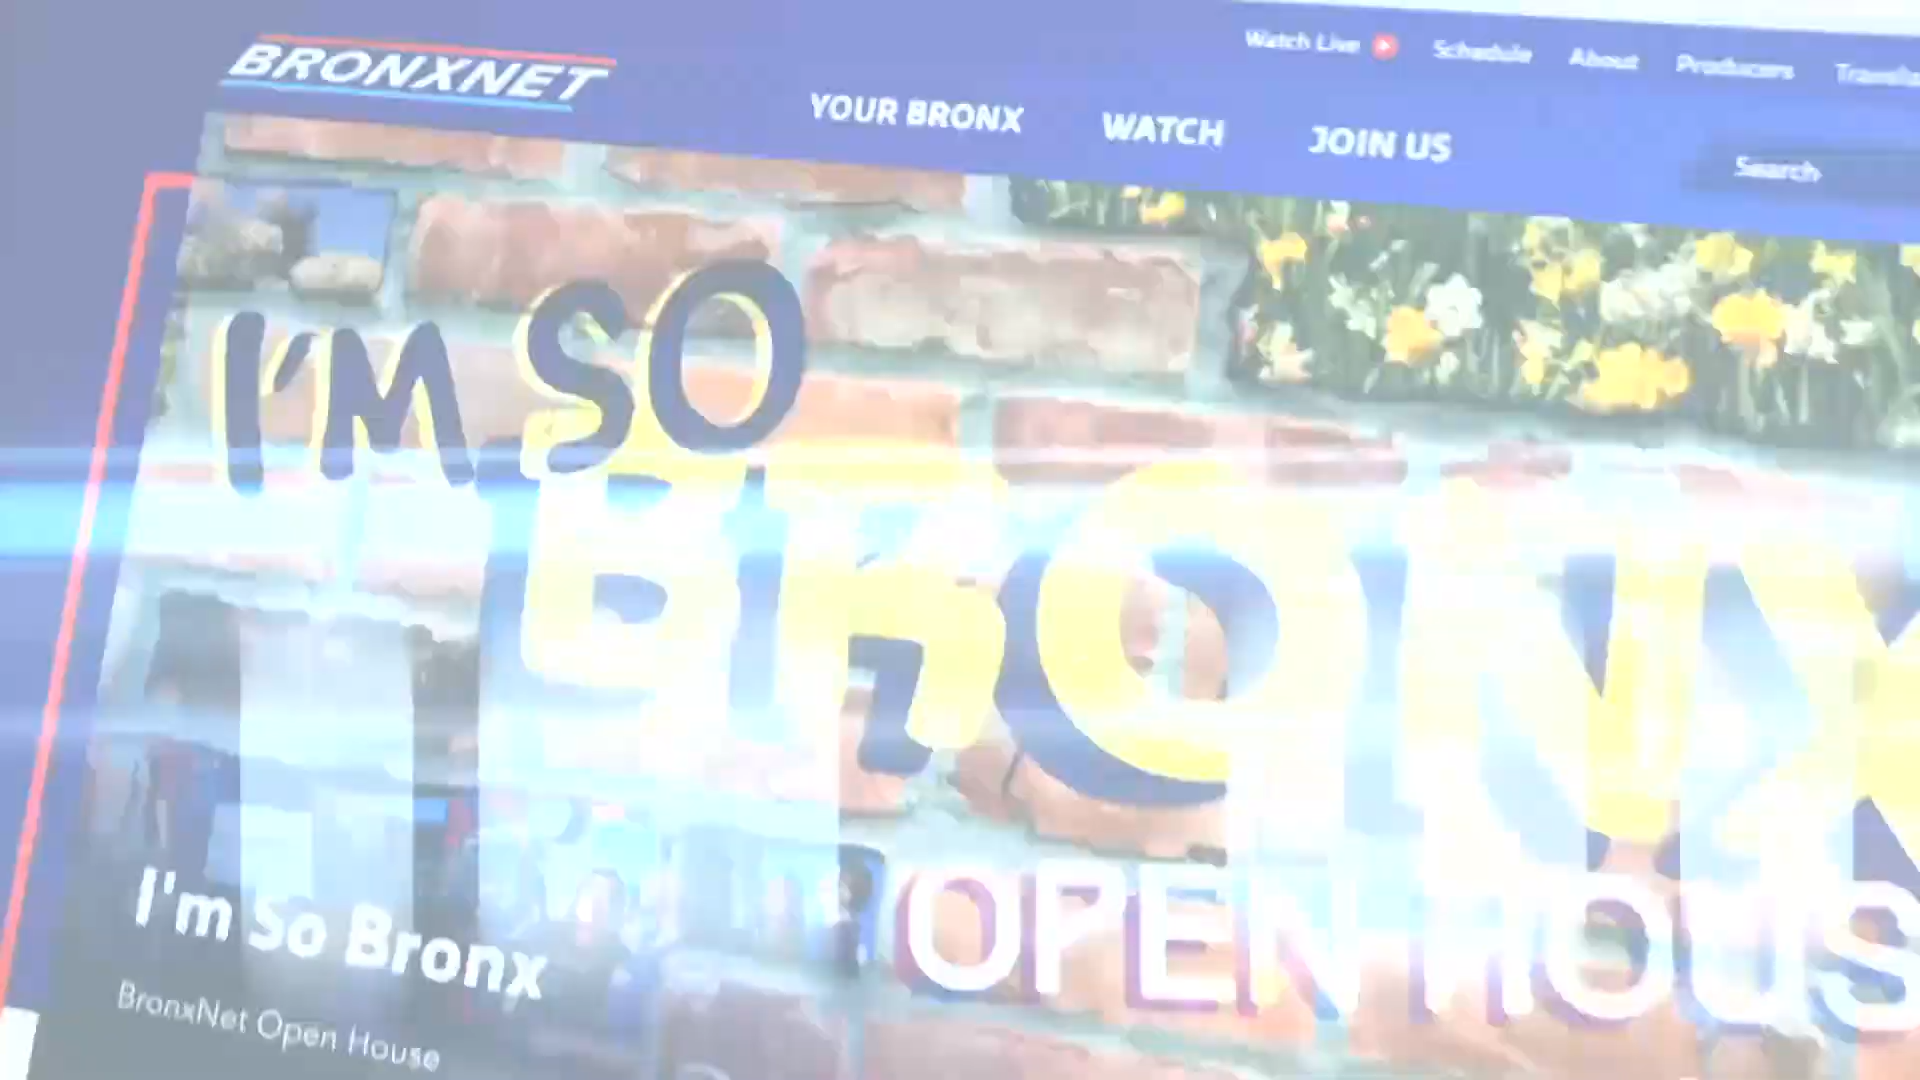 BRONXNET
Watch Live Schedule About Producers
YOUR BRONX WATCH JOIN US
Search
I'M SO
BRONX
OPEN HOUS
I'm So Bronx
BronxNet Open House